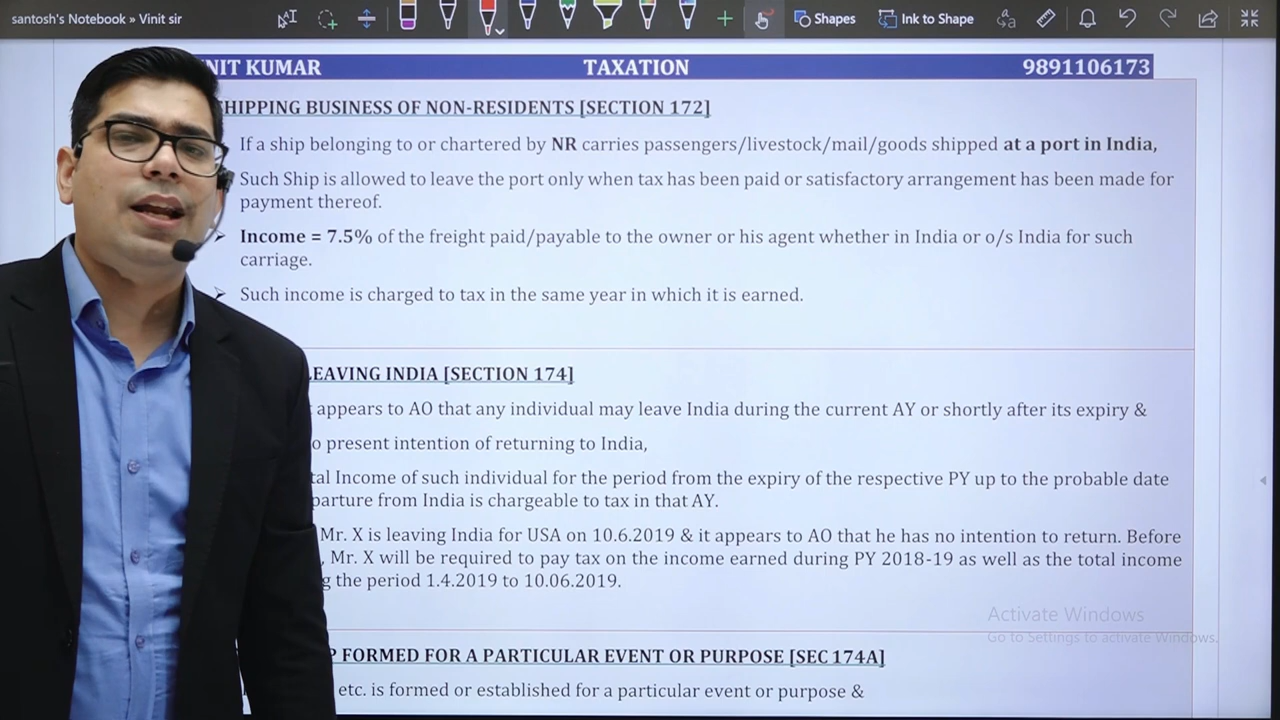 santosh's Notebook » Vinit sir
Shapes
Ink to Shape
NIT KUMAR TAXATION 9891106173
HIPPING BUSINESS OF NON-RESIDENTS [SECTION 172]
If a ship belonging to or chartered by NR carries passengers/livestock/mail/goods shipped at a port in India,
Such Ship is allowed to leave the port only when tax has been paid or satisfactory arrangement has been made for
payment thereof.
➤ Income = 7.5% of the freight paid/payable to the owner or his agent whether in India or o/s India for such
carriage.
➤ Such income is charged to tax in the same year in which it is earned.
EAVING INDIA [SECTION 174]
appears to AO that any individual may leave India during the current AY or shortly after its expiry &
o present intention of returning to India,
tal Income of such individual for the period from the expiry of the respective PY up to the probable date
parture from India is chargeable to tax in that AY.
Mr. X is leaving India for USA on 10.6.2019 & it appears to AO that he has no intention to return. Before
, Mr. X will be required to pay tax on the income earned during PY 2018-19 as well as the total income
g the period 1.4.2019 to 10.06.2019.
Activate Windows
Go to Settings to activate Windows.
P FORMED FOR A PARTICULAR EVENT OR PURPOSE [SEC 174A]
etc. is formed or established for a particular event or purpose &